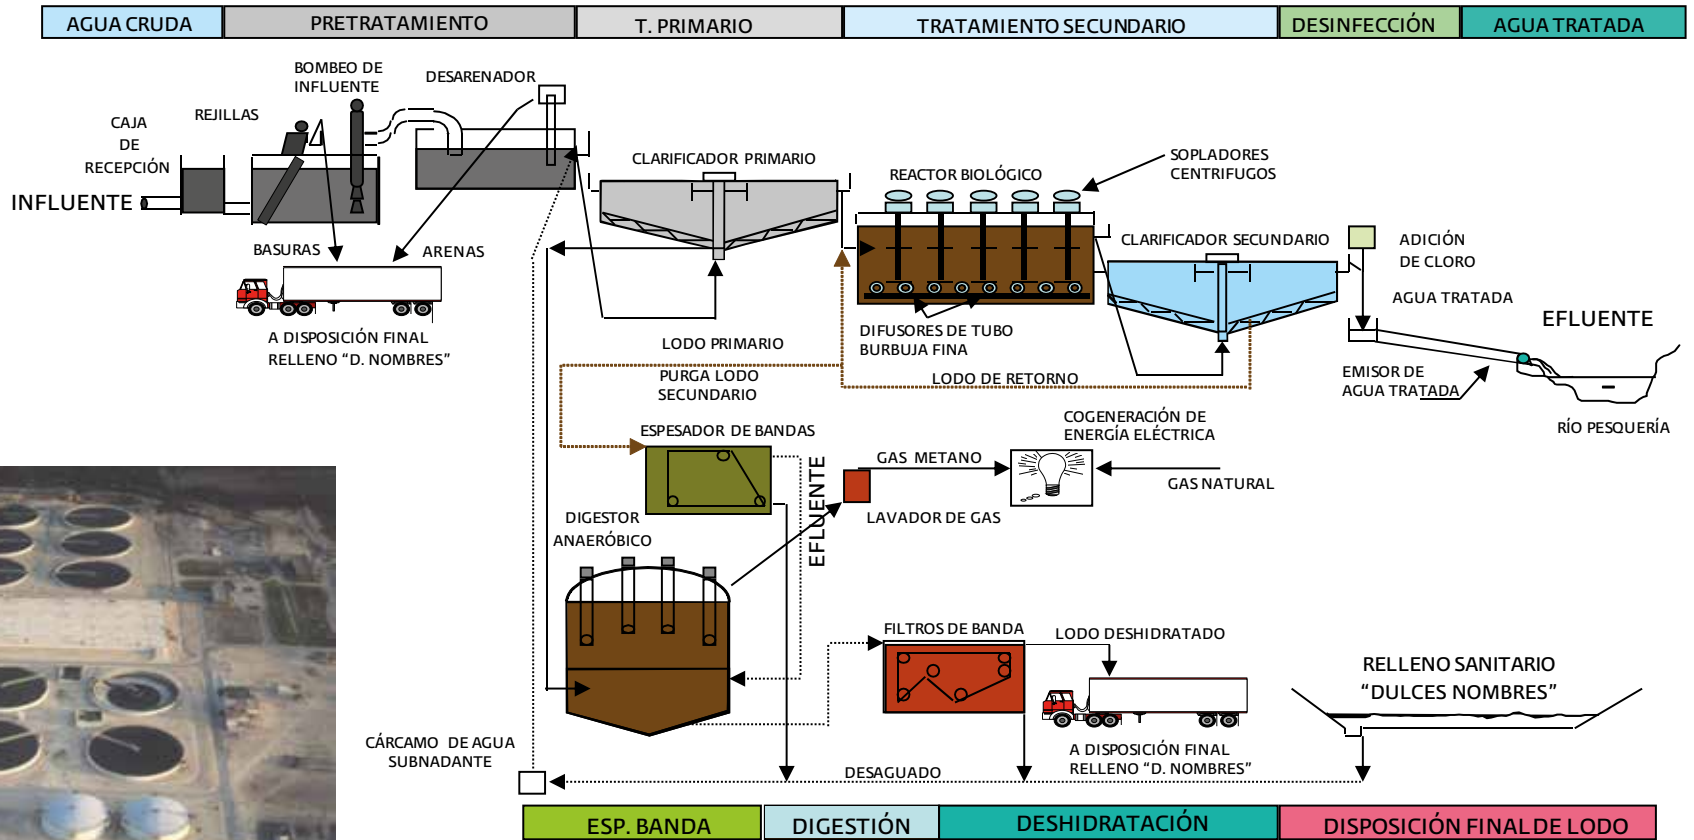 AGUA CRUDA
PRETRATAMIENTO
T. PRIMARIO
TRATAMIENTO SECUNDARIO
DESINFECCIÓN
AGUA TRATADA
BOMBEO DE
INFLUENTE
DESARENADOR
REJILLAS
CAJA
DE
RECEPCIÓN
INFLUENTE
CLARIFICADOR PRIMARIO
REACTOR BIOLÓGICO
SOPLADORES
CENTRIFUGOS
BASURAS
ARENAS
CLARIFICADOR SECUNDARIO
ADICIÓN
DE CLORO
AGUA TRATADA
EFLUENTE
A DISPOSICIÓN FINAL
RELLENO “D. NOMBRES”
LODO PRIMARIO
DIFUSORES DE TUBO
BURBUJA FINA
PURGA LODO
SECUNDARIO
LODO DE RETORNO
EMISOR DE
AGUA TRATADA
RÍO PESQUERÍA
ESPESADOR DE BANDAS
COGENERACIÓN DE
ENERGÍA ELÉCTRICA
GAS METANO
GAS NATURAL
EFLUENTE
LAVADOR DE GAS
DIGESTOR
ANAERÓBICO
FILTROS DE BANDA
LODO DESHIDRATADO
RELLENO SANITARIO
“DULCES NOMBRES”
CÁRCAMO DE AGUA
SUBNADANTE
A DISPOSICIÓN FINAL
RELLENO “D. NOMBRES”
DESAGUADO
ESP. BANDA
DIGESTIÓN
DESHIDRATACIÓN
DISPOSICIÓN FINAL DE LODO